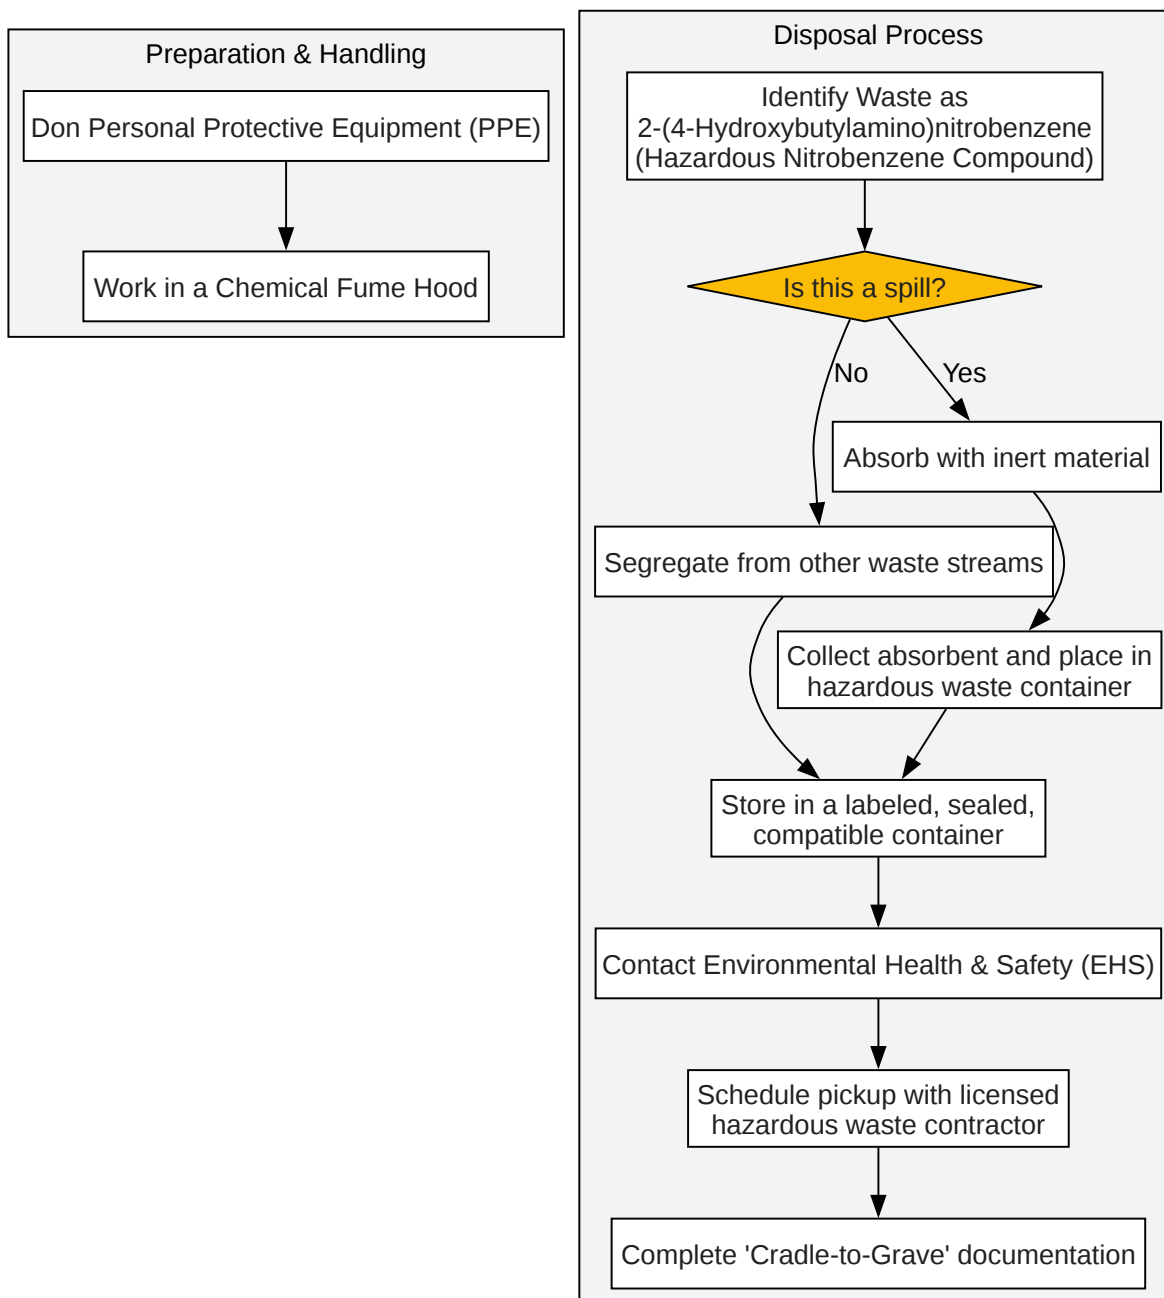 Preparation & Handling
Don Personal Protective Equipment (PPE)
Work in a Chemical Fume Hood
Disposal Process
Identify Waste as
2-(4-Hydroxybutylamino)nitrobenzene
(Hazardous Nitrobenzene Compound)
Is this a spill?
No
Yes
Absorb with inert material
Segregate from other waste streams
Collect absorbent and place in
hazardous waste container
Store in a labeled, sealed,
compatible container
Contact Environmental Health & Safety (EHS)
Schedule pickup with licensed
hazardous waste contractor
Complete 'Cradle-to-Grave' documentation